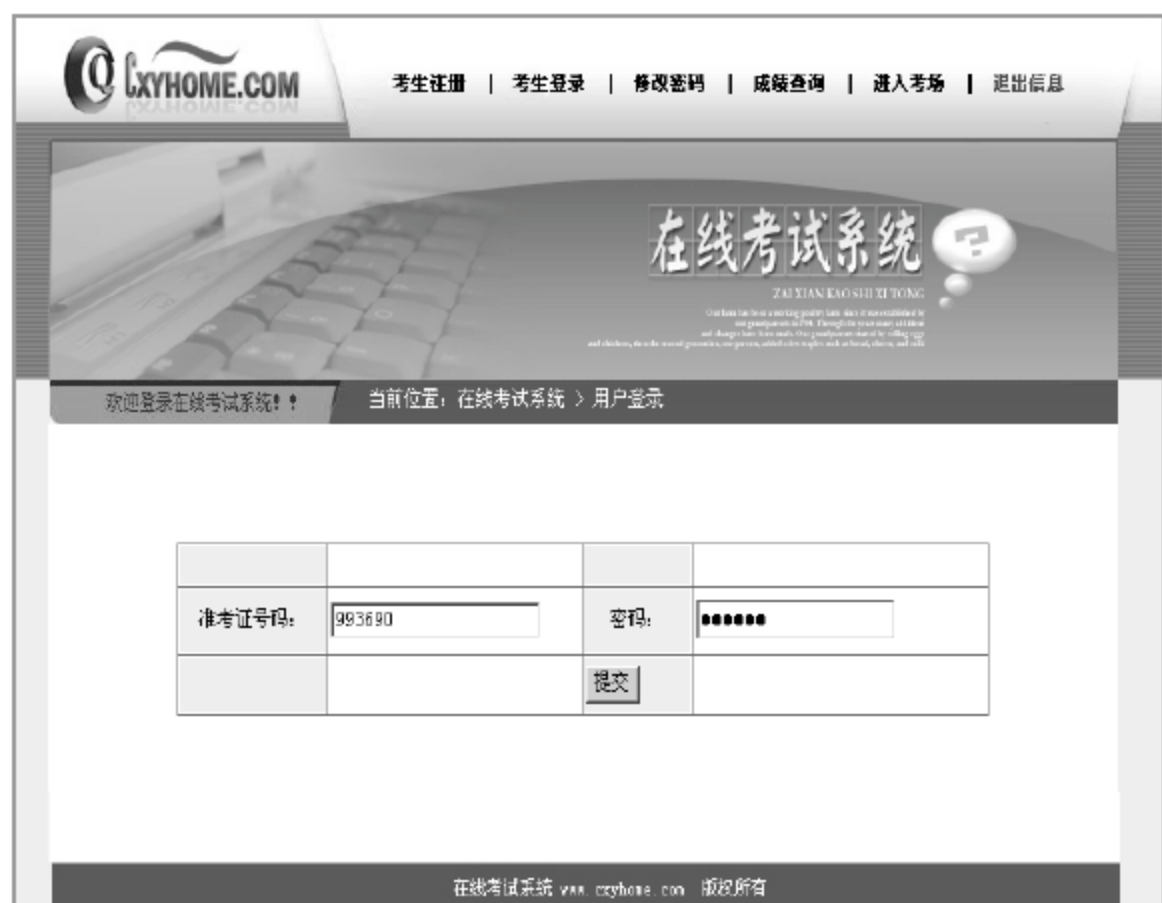 CXYHOME.COM
考生注册 | 考生登录 | 修改密码 | 成绩查询 | 进入考场 | 退出信息
在线考试系统
ZAI XIAN KAO SHI XI TONG
欢迎登录在线考试系统！！
当前位置：在线考试系统 > 用户登录
准考证号码： 993690 密码： ●●●●●●
提交
在线考试系统 www.cxyhome.com 版权所有